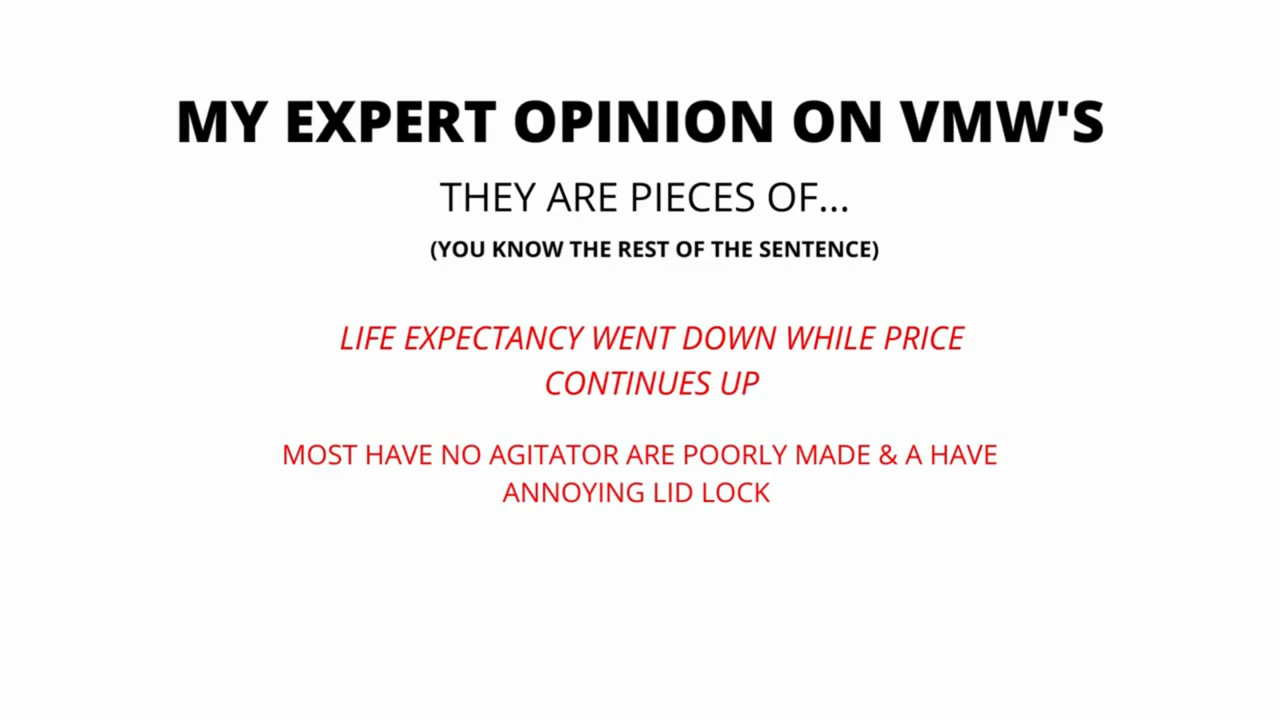 MY EXPERT OPINION ON VMW'S
THEY ARE PIECES OF...
(YOU KNOW THE REST OF THE SENTENCE)
LIFE EXPECTANCY WENT DOWN WHILE PRICE
CONTINUES UP
MOST HAVE NO AGITATOR ARE POORLY MADE & A HAVE
ANNOYING LID LOCK